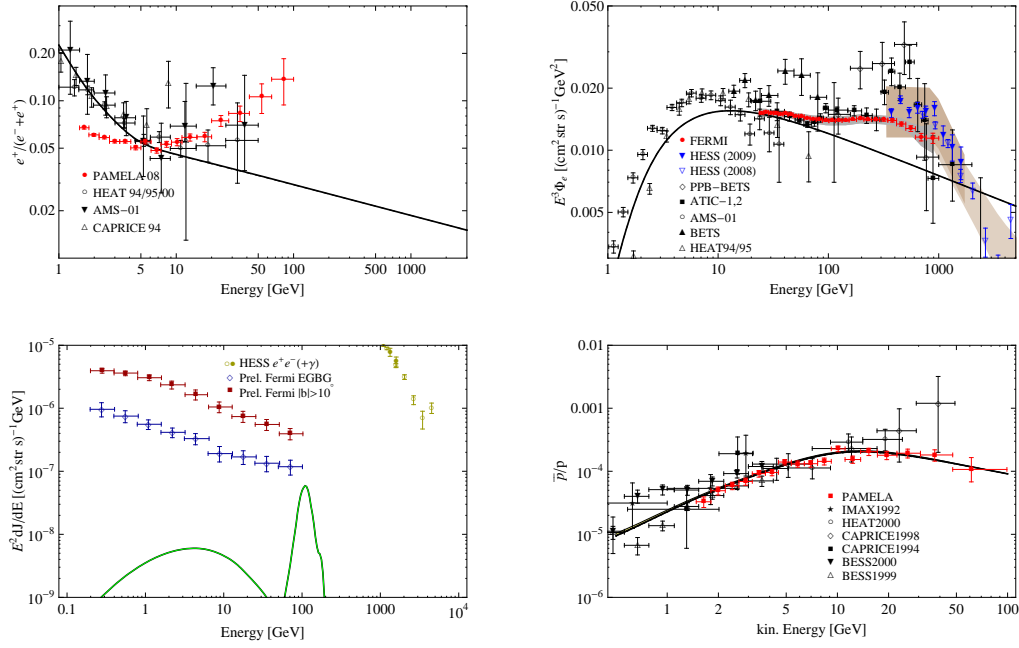 0.20
0.10
0.05
0.02
e⁺/(e⁻+e⁺)
PAMELA 08
HEAT 94/95/00
AMS−01
CAPRICE 94
1 5 10 50 100 500 1000
Energy [GeV]
0.050
0.020
0.010
0.005
E³Φₑ [(cm² str s)⁻¹GeV²]
FERMI
HESS (2009)
HESS (2008)
PPB−BETS
ATIC−1,2
AMS−01
BETS
HEAT94/95
1 10 100 1000
Energy [GeV]
10⁻⁵
10⁻⁶
10⁻⁷
10⁻⁸
10⁻⁹
E²dJ/dE [(cm² str s)⁻¹GeV]
HESS e⁺e⁻(+γ)
Prel. Fermi EGBG
Prel. Fermi |b|>10°
0.1 1 10 100 1000 10⁴
Energy [GeV]
0.01
0.001
10⁻⁴
10⁻⁵
10⁻⁶
p̅/p
PAMELA
IMAX1992
HEAT2000
CAPRICE1998
CAPRICE1994
BESS2000
BESS1999
1 2 5 10 20 50 100
kin. Energy [GeV]